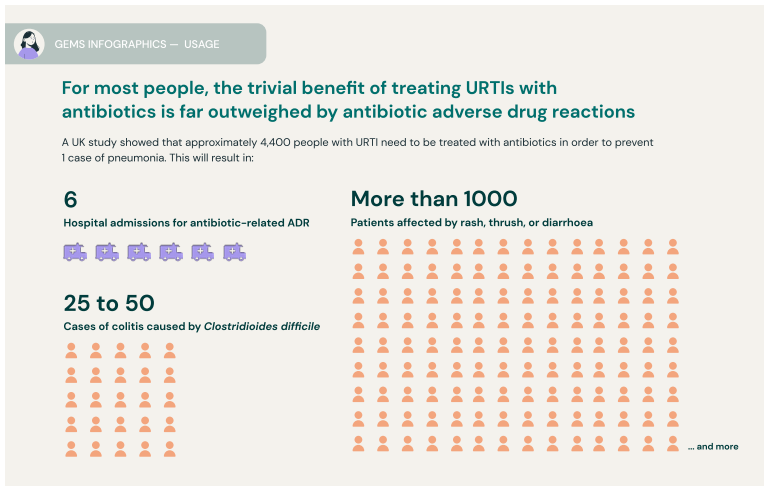 GEMS INFOGRAPHICS — USAGE
For most people, the trivial benefit of treating URTIs with
antibiotics is far outweighed by antibiotic adverse drug reactions
A UK study showed that approximately 4,400 people with URTI need to be treated with antibiotics in order to prevent
1 case of pneumonia. This will result in:
6
Hospital admissions for antibiotic-related ADR
25 to 50
Cases of colitis caused by Clostridioides difficile
More than 1000
Patients affected by rash, thrush, or diarrhoea
... and more